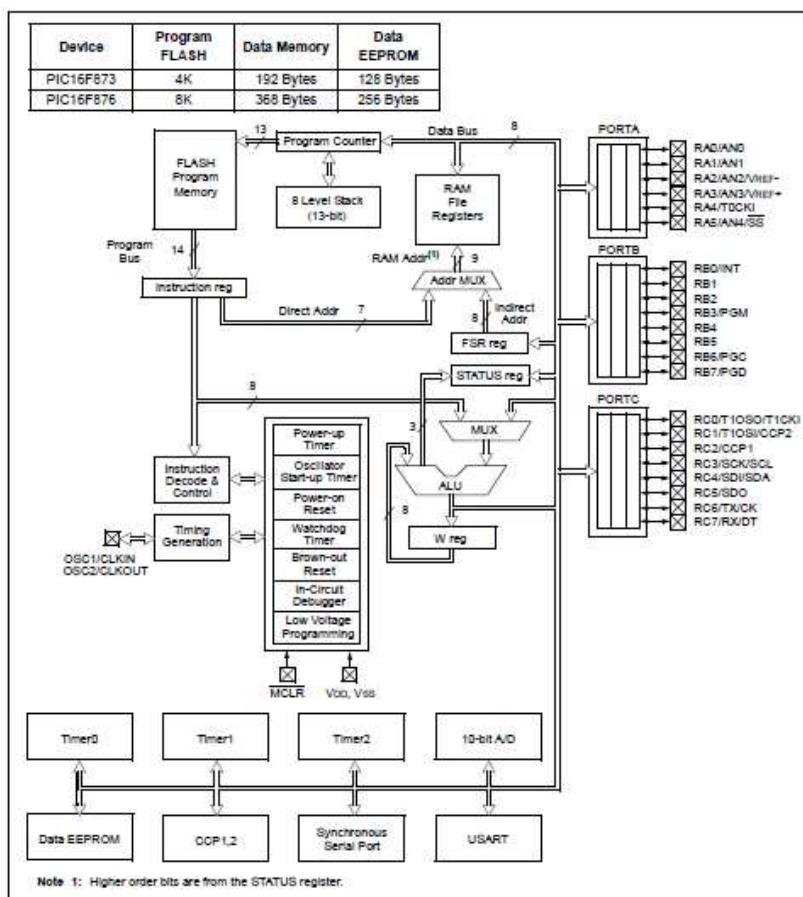 Device Program FLASH Data Memory Data EEPROM
PIC16F873 4K 192 Bytes 128 Bytes
PIC16F876 8K 368 Bytes 256 Bytes
13
Program Counter
Data Bus
8
FLASH
Program
Memory
8 Level Stack
(13-bit)
RAM
File
Registers
Program
Bus
14
RAM Addr(1)
9
Instruction reg
Addr MUX
Direct Addr
7
8
Indirect
Addr
FSR reg
STATUS reg
8
3
MUX
ALU
8
W reg
Instruction
Decode &
Control
Timing
Generation
OSC1/CLKIN
OSC2/CLKOUT
Power-up
Timer
Oscillator
Start-up Timer
Power-on
Reset
Watchdog
Timer
Brown-out
Reset
In-Circuit
Debugger
Low Voltage
Programming
MCLR
VDD, VSS
PORTA
RA0/AN0
RA1/AN1
RA2/AN2/VREF-
RA3/AN3/VREF+
RA4/T0CKI
RA5/AN4/SS
PORTB
RB0/INT
RB1
RB2
RB3/PGM
RB4
RB5
RB6/PGC
RB7/PGD
PORTC
RC0/T1OSO/T1CKI
RC1/T1OSI/CCP2
RC2/CCP1
RC3/SCK/SCL
RC4/SDI/SDA
RC5/SDO
RC6/TX/CK
RC7/RX/DT
Timer0
Timer1
Timer2
10-bit A/D
Data EEPROM
CCP1,2
Synchronous
Serial Port
USART
Note 1: Higher order bits are from the STATUS register.